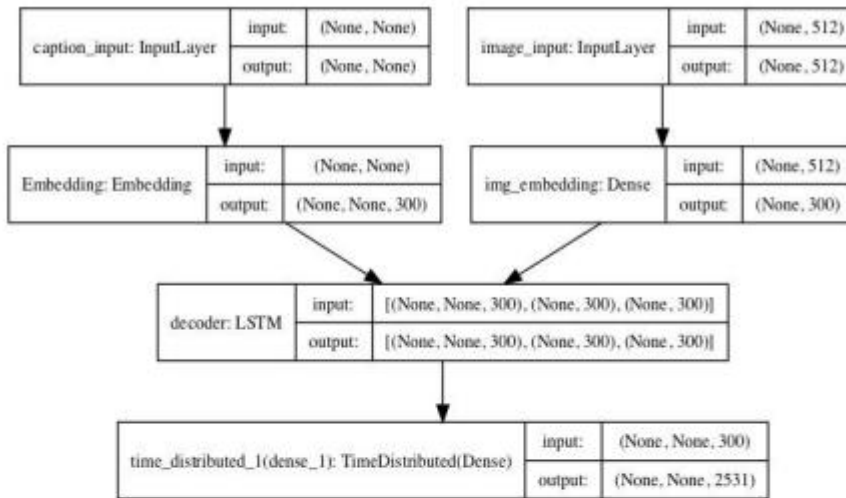 caption_input: InputLayer
input:
(None, None)
output:
(None, None)
image_input: InputLayer
input:
(None, 512)
output:
(None, 512)
Embedding: Embedding
input:
(None, None)
output:
(None, None, 300)
img_embedding: Dense
input:
(None, 512)
output:
(None, 300)
decoder: LSTM
input:
[(None, None, 300), (None, 300), (None, 300)]
output:
[(None, None, 300), (None, 300), (None, 300)]
time_distributed_1(dense_1): TimeDistributed(Dense)
input:
(None, None, 300)
output:
(None, None, 2531)